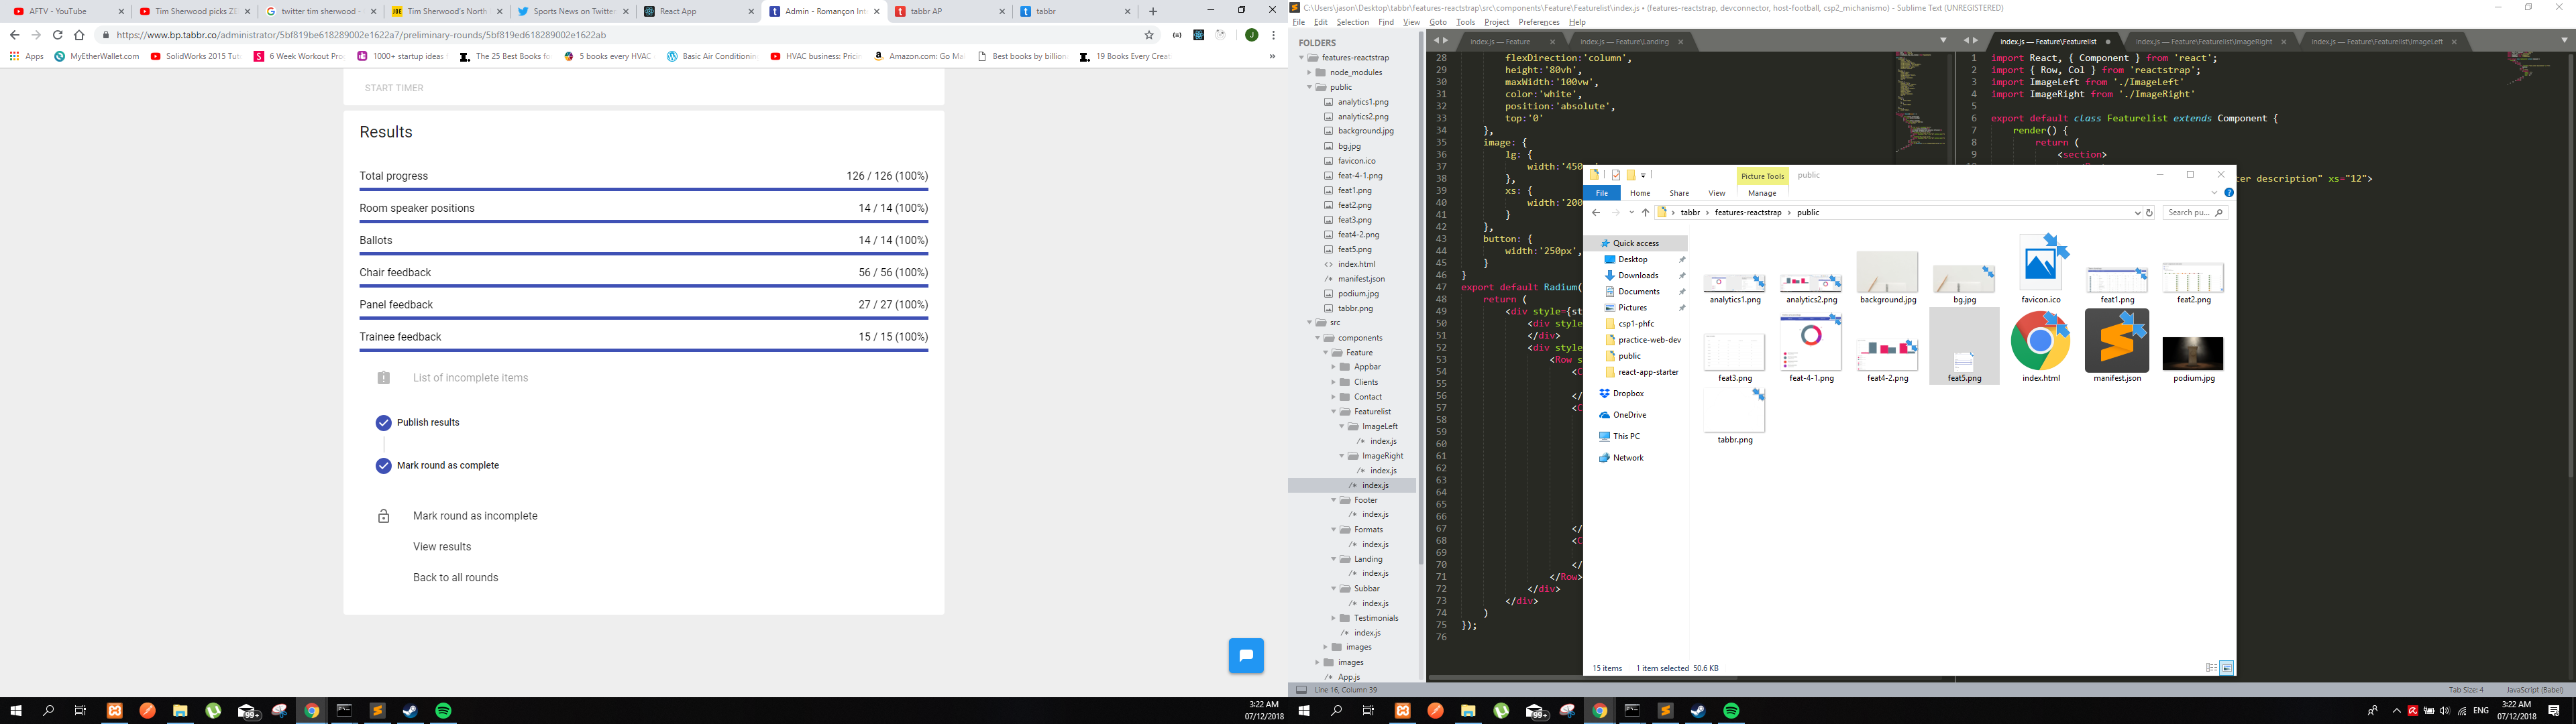 AFTV - YouTube
Tim Sherwood picks ZE
twitter tim sherwood -
Tim Sherwood's North
Sports News on Twitter
React App
Admin - Romançon Int
tabbr AP
tabbr
https://www.bp.tabbr.co/administrator/5bf819be618289002e1622a7/preliminary-rounds/5bf819ed618289002e1622ab
Apps
MyEtherWallet.com
SolidWorks 2015 Tut
6 Week Workout Pro
1000+ startup ideas
The 25 Best Books fo
5 books every HVAC
Basic Air Conditioning
HVAC business: Pricin
Amazon.com: Go Ma
Best books by billion
19 Books Every Creat
START TIMER
Results
Total progress 126 / 126 (100%)
Room speaker positions 14 / 14 (100%)
Ballots 14 / 14 (100%)
Chair feedback 56 / 56 (100%)
Panel feedback 27 / 27 (100%)
Trainee feedback 15 / 15 (100%)
List of incomplete items
Publish results
Mark round as complete
Mark round as incomplete
View results
Back to all rounds
99+
3:22 AM
07/12/2018
C:\Users\jason\Desktop\tabbr\features-reactstrap\src\components\Feature\Featurelist\index.js • (features-reactstrap, devconnector, host-football, csp2_michanismo) - Sublime Text (UNREGISTERED)
File Edit Selection Find View Goto Tools Project Preferences Help
FOLDERS
features-reactstrap
node_modules
public
analytics1.png
analytics2.png
background.jpg
bg.jpg
favicon.ico
feat-4-1.png
feat1.png
feat2.png
feat3.png
feat4-2.png
feat5.png
index.html
manifest.json
podium.jpg
tabbr.png
src
components
Feature
Appbar
Clients
Contact
Featurelist
ImageLeft
index.js
ImageRight
index.js
index.js
Footer
index.js
Formats
index.js
Landing
index.js
Subbar
index.js
Testimonials
index.js
images
images
App.js
index.js — Feature
index.js — Feature\Landing
28 flexDirection:'column',
29 height:'80vh',
30 maxWidth:'100vw',
31 color:'white',
32 position:'absolute',
33 top:'0'
34 },
35 image: {
36 lg: {
37 width:'450
38 },
39 xs: {
40 width:'200
41 }
42 },
43 button: {
44 width:'250px',
45 }
46 }
47 export default Radium(
48 return (
49 <div style={st
50 <div style
51 </div>
52 <div style
53 <Row s
54 <C
55
56 </
57 <C
58
59
60
61
62
63
64
65
66
67 </
68 <C
69
70 </
71 </Row>
72 </div>
73 </div>
74 )
75 });
76
index.js — Feature\Featurelist
index.js — Feature\Featurelist\ImageRight
index.js — Feature\Featurelist\ImageLeft
1 import React, { Component } from 'react';
2 import { Row, Col } from 'reactstrap';
3 import ImageLeft from './ImageLeft'
4 import ImageRight from './ImageRight'
5
6 export default class Featurelist extends Component {
7 render() {
8 return (
9 <section>
ter description" xs="12">
Picture Tools
public
File Home Share View Manage
tabbr › features-reactstrap › public
Search pu...
Quick access
Desktop
Downloads
Documents
Pictures
csp1-phfc
practice-web-dev
public
react-app-starter
Dropbox
OneDrive
This PC
Network
analytics1.png
analytics2.png
background.jpg
bg.jpg
favicon.ico
feat1.png
feat2.png
feat3.png
feat-4-1.png
feat4-2.png
feat5.png
index.html
manifest.json
podium.jpg
tabbr.png
15 items 1 item selected 50.6 KB
Line 16, Column 39
Tab Size: 4
JavaScript (Babel)
99+
ENG
3:22 AM
07/12/2018